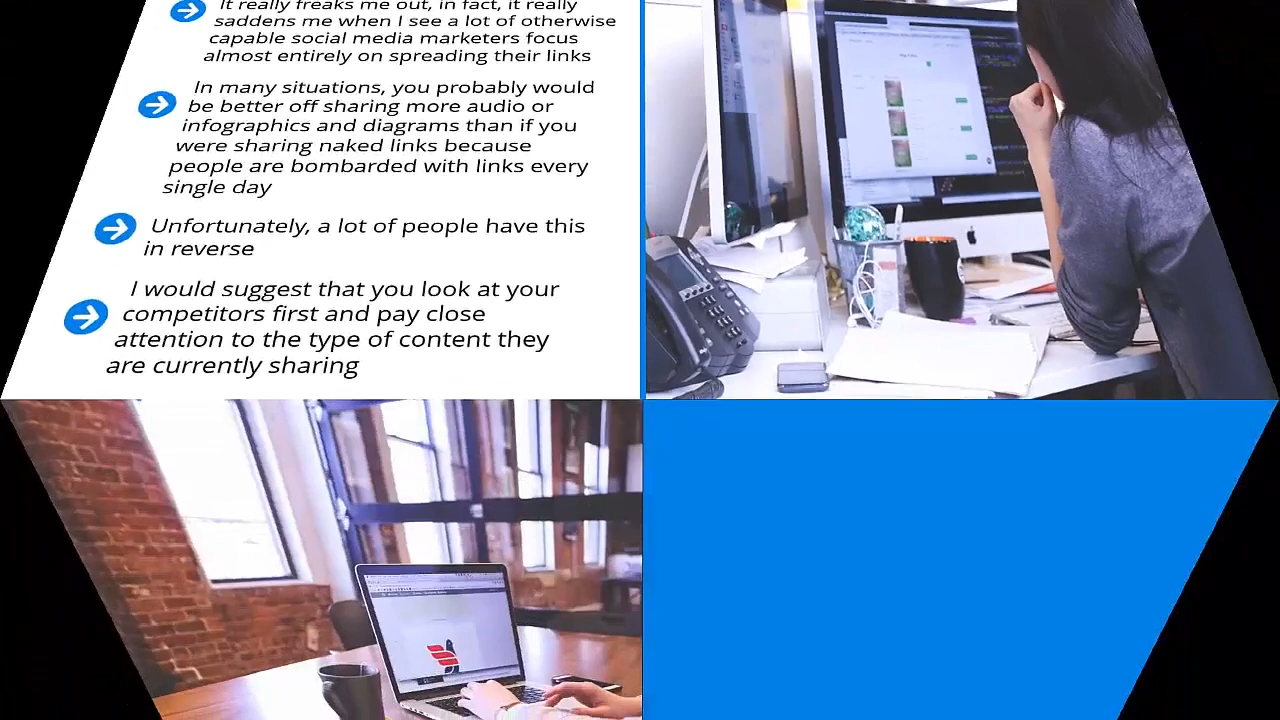 It really freaks me out, in fact, it really
saddens me when I see a lot of otherwise
capable social media marketers focus
almost entirely on spreading their links
In many situations, you probably would
be better off sharing more audio or
infographics and diagrams than if you
were sharing naked links because
people are bombarded with links every
single day
Unfortunately, a lot of people have this
in reverse
I would suggest that you look at your
competitors first and pay close
attention to the type of content they
are currently sharing